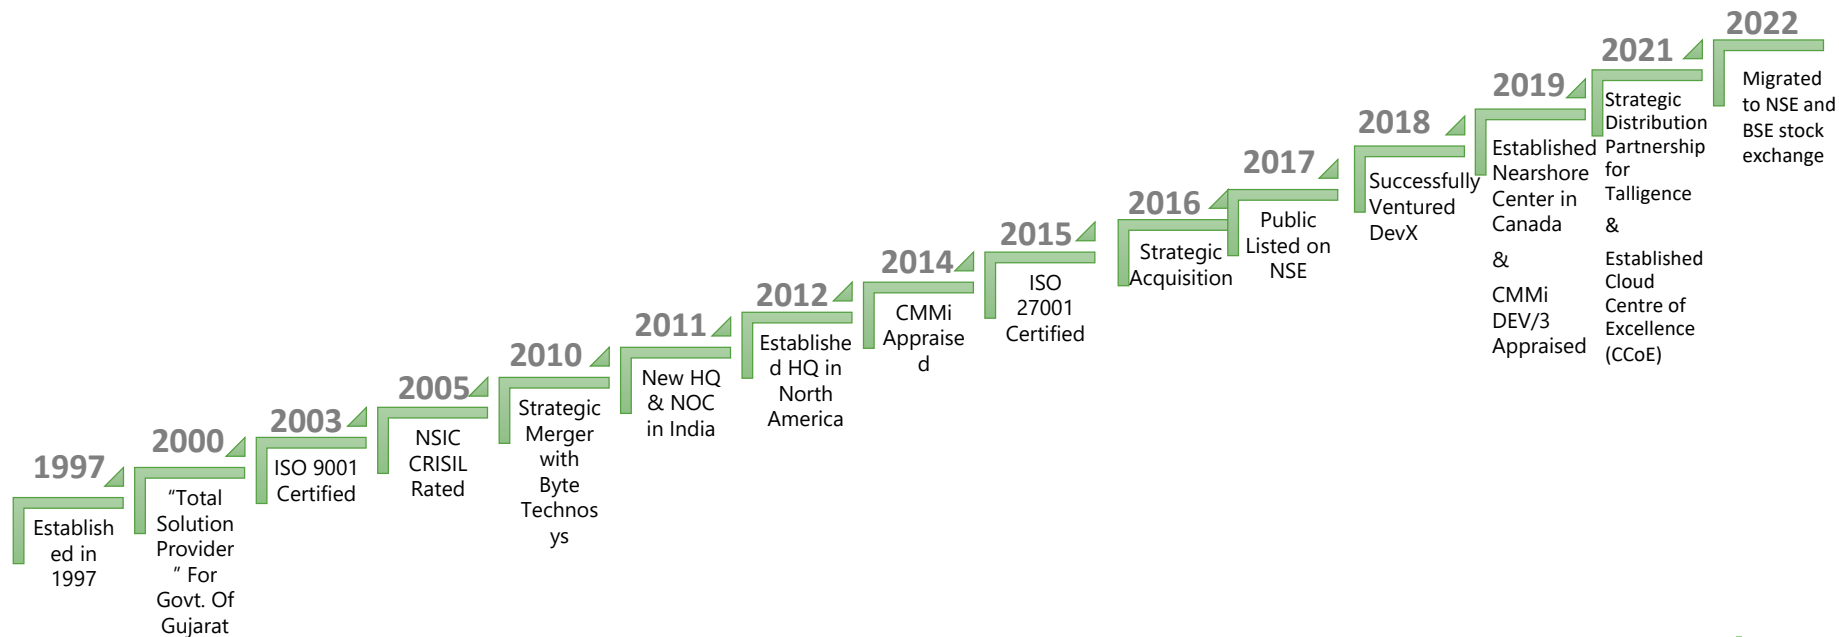 1997
Establish
ed in
1997
2000
“Total
Solution
Provider
” For
Govt. Of
Gujarat
2003
ISO 9001
Certified
2005
NSIC
CRISIL
Rated
2010
Strategic
Merger
with
Byte
Technos
ys
2011
New HQ
& NOC
in India
2012
Establishe
d HQ in
North
America
2014
CMMi
Appraise
d
2015
ISO
27001
Certified
2016
Strategic
Acquisition
2017
Public
Listed on
NSE
2018
Successfully
Ventured
DevX
2019
Established
Nearshore
Center in
Canada
&
CMMi
DEV/3
Appraised
2021
Strategic
Distribution
Partnership
for
Talligence
&
Established
Cloud
Centre of
Excellence
(CCoE)
2022
Migrated
to NSE and
BSE stock
exchange